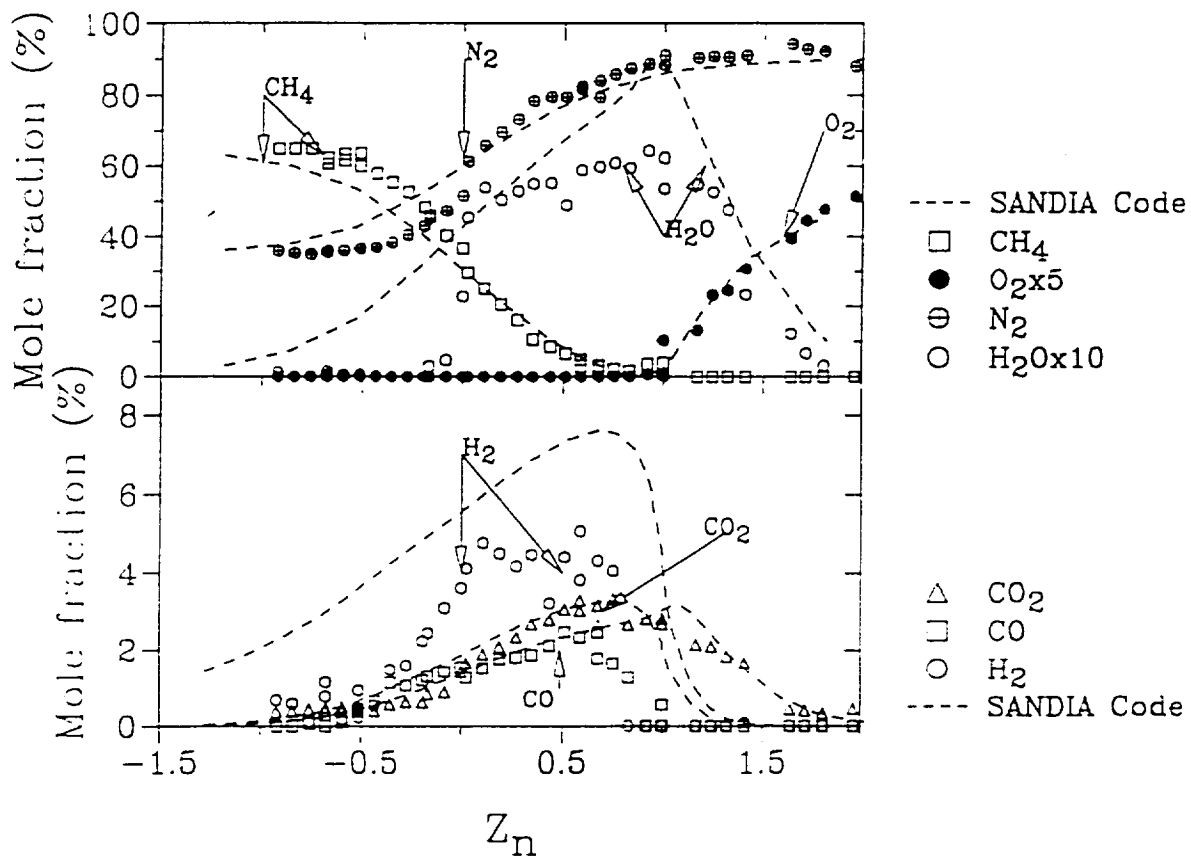 Mole fraction (%)
100
80
60
40
20
0
CH4
N2
O2
H2O
SANDIA Code
CH4
O2x5
N2
H2Ox10
Mole fraction (%)
8
6
4
2
0
H2
CO2
CO
CO2
CO
H2
SANDIA Code
-1.5
-0.5
0.5
1.5
Zn